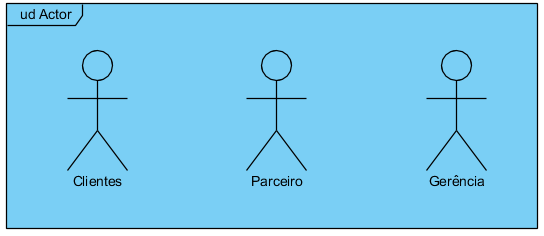 ud Actor
Clientes
Parceiro
Gerência